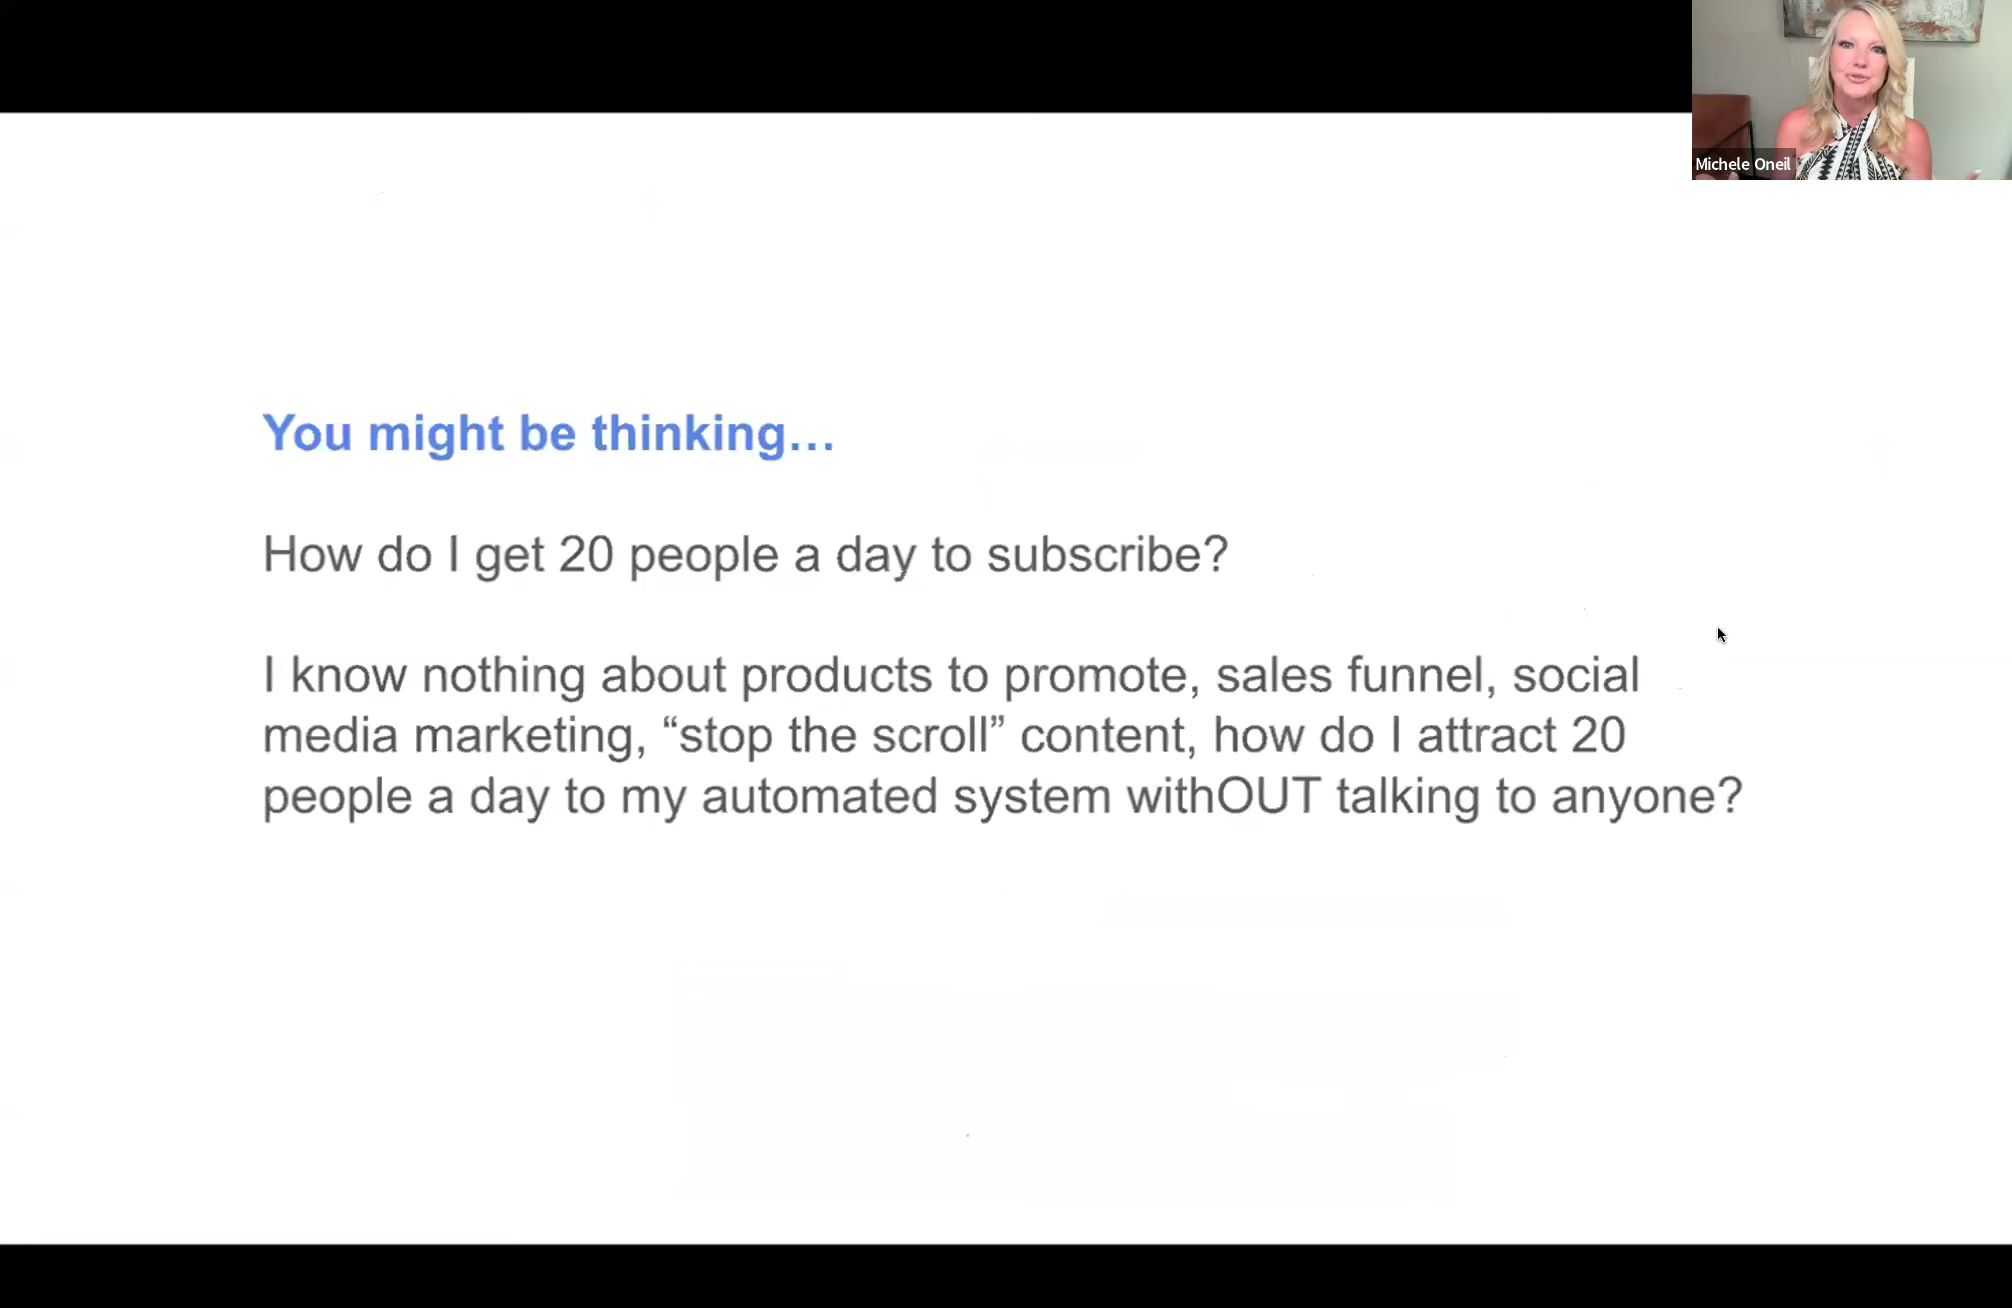 Michele Oneil
You might be thinking…
How do I get 20 people a day to subscribe?
I know nothing about products to promote, sales funnel, social
media marketing, “stop the scroll” content, how do I attract 20
people a day to my automated system withOUT talking to anyone?